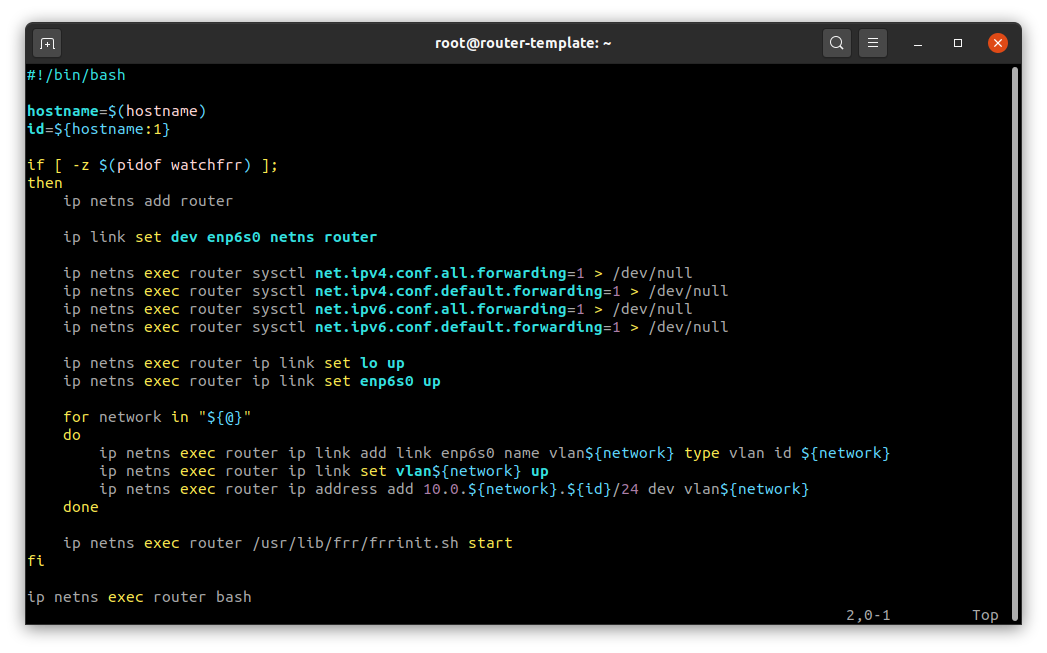 root@router-template: ~
#!/bin/bash
hostname=$(hostname)
id=${hostname:1}
if [ -z $(pidof watchfrr) ];
then
    ip netns add router
    ip link set dev enp6s0 netns router
    ip netns exec router sysctl net.ipv4.conf.all.forwarding=1 > /dev/null
    ip netns exec router sysctl net.ipv4.conf.default.forwarding=1 > /dev/null
    ip netns exec router sysctl net.ipv6.conf.all.forwarding=1 > /dev/null
    ip netns exec router sysctl net.ipv6.conf.default.forwarding=1 > /dev/null
    ip netns exec router ip link set lo up
    ip netns exec router ip link set enp6s0 up
    for network in "${@}"
    do
        ip netns exec router ip link add link enp6s0 name vlan${network} type vlan id ${network}
        ip netns exec router ip link set vlan${network} up
        ip netns exec router ip address add 10.0.${network}.${id}/24 dev vlan${network}
    done
    ip netns exec router /usr/lib/frr/frrinit.sh start
fi
ip netns exec router bash
2,0-1 Top